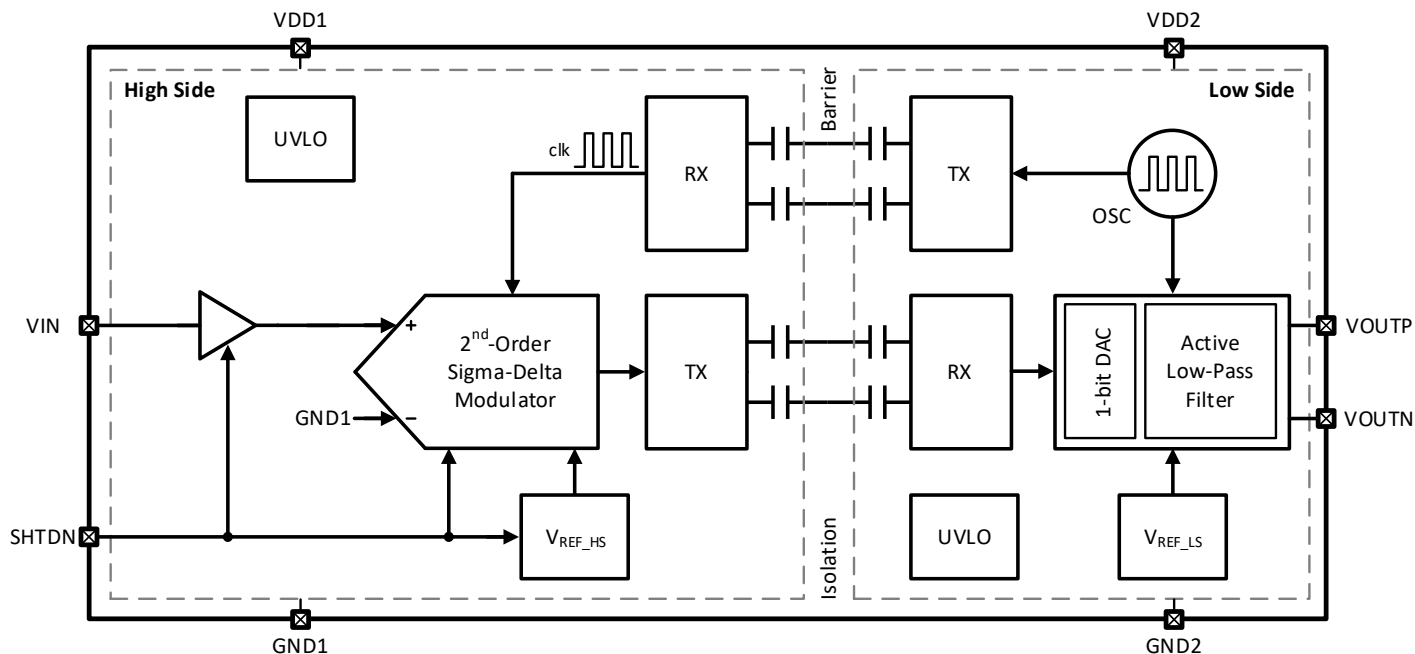 VDD1
VDD2
High Side
Barrier
Low Side
UVLO
clk
RX
TX
OSC
VIN
+
2nd-Order
Sigma-Delta
Modulator
GND1
−
TX
RX
1-bit DAC
Active
Low-Pass
Filter
VOUTP
VOUTN
SHTDN
VREF_HS
Isolation
UVLO
VREF_LS
GND1
GND2